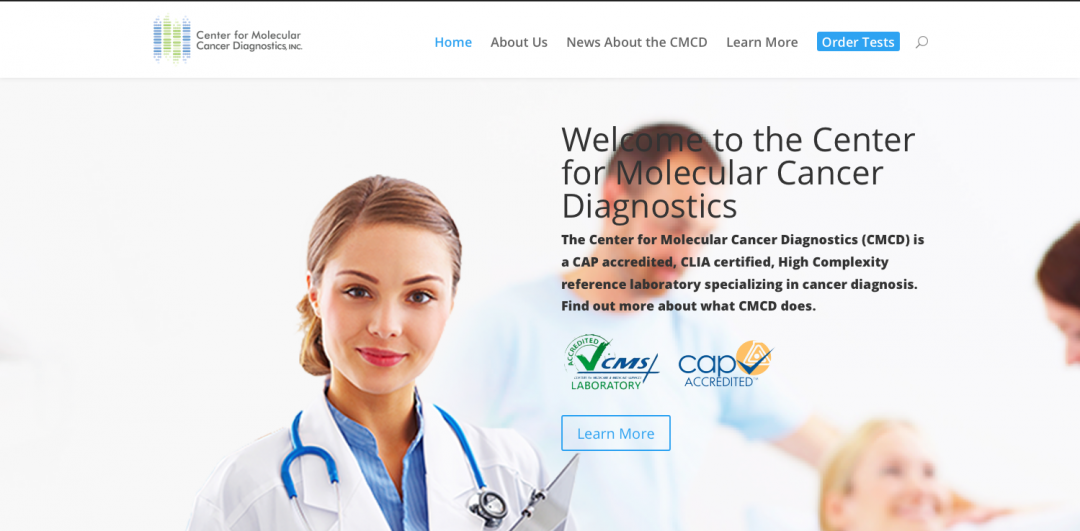 Center for Molecular
Cancer Diagnostics, INC.
Home
About Us
News About the CMCD
Learn More
Order Tests
Welcome to the Center
for Molecular Cancer
Diagnostics
The Center for Molecular Cancer Diagnostics (CMCD) is
a CAP accredited, CLIA certified, High Complexity
reference laboratory specializing in cancer diagnosis.
Find out more about what CMCD does.
ACCREDITED
CMS
LABORATORY
cap
ACCREDITED™
Learn More